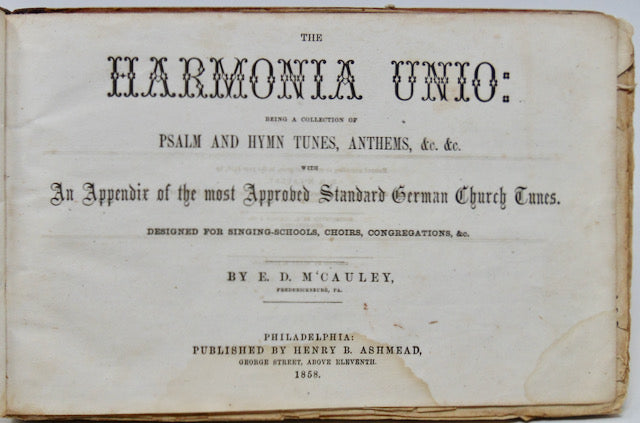 THE
HARMONIA UNIO:
BEING A COLLECTION OF
PSALM AND HYMN TUNES, ANTHEMS, &c. &c.
WITH
An Appendix of the most Approved Standard German Church Tunes.
DESIGNED FOR SINGING-SCHOOLS, CHOIRS, CONGREGATIONS, &c.
BY E. D. M‘CAULEY,
FREDERICKSBURG, PA.
PHILADELPHIA:
PUBLISHED BY HENRY B. ASHMEAD,
GEORGE STREET, ABOVE ELEVENTH.
1858.